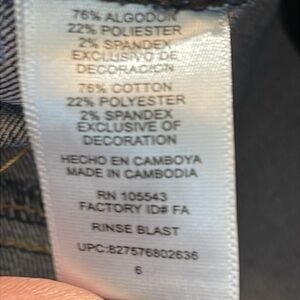 76% ALGODON
22% POLIESTER
2% SPANDEX
EXCLUSIVO DE
DECORACION
76% COTTON
22% POLYESTER
2% SPANDEX
EXCLUSIVE OF
DECORATION
HECHO EN CAMBOYA
MADE IN CAMBODIA
RN 105543
FACTORY ID# FA
RINSE BLAST
UPC:827576802636
6